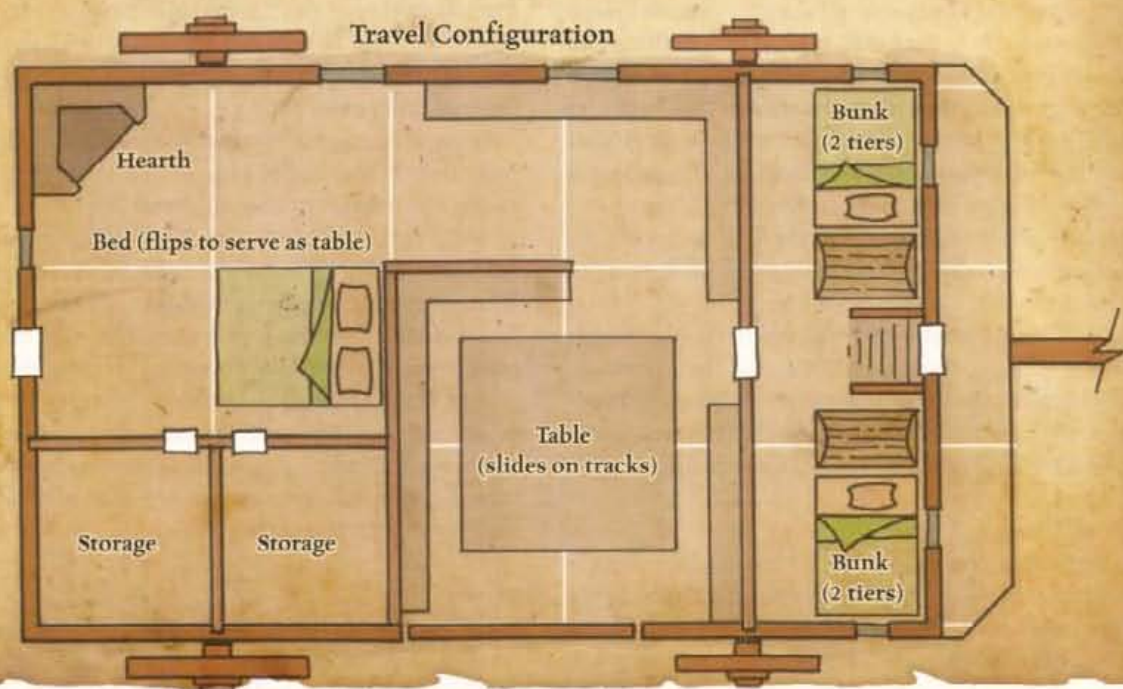 Travel Configuration
Bunk
(2 tiers)
Hearth
Bed (flips to serve as table)
Table
(slides on tracks)
Storage
Storage
Bunk
(2 tiers)